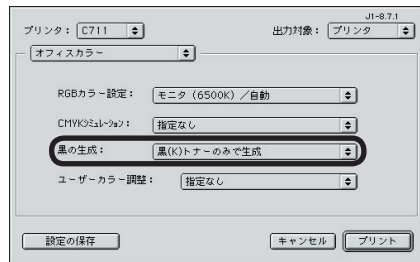 J1-8.7.1
プリンタ： C711 出力対象： プリンタ
オフィスカラー
RGBカラー設定： モニタ（6500K）／自動
CMYKｼﾐｭﾚｰｼｮﾝ： 指定なし
黒の生成： 黒(K)トナーのみで生成
ユーザーカラー調整： 指定なし
設定の保存 キャンセル プリント